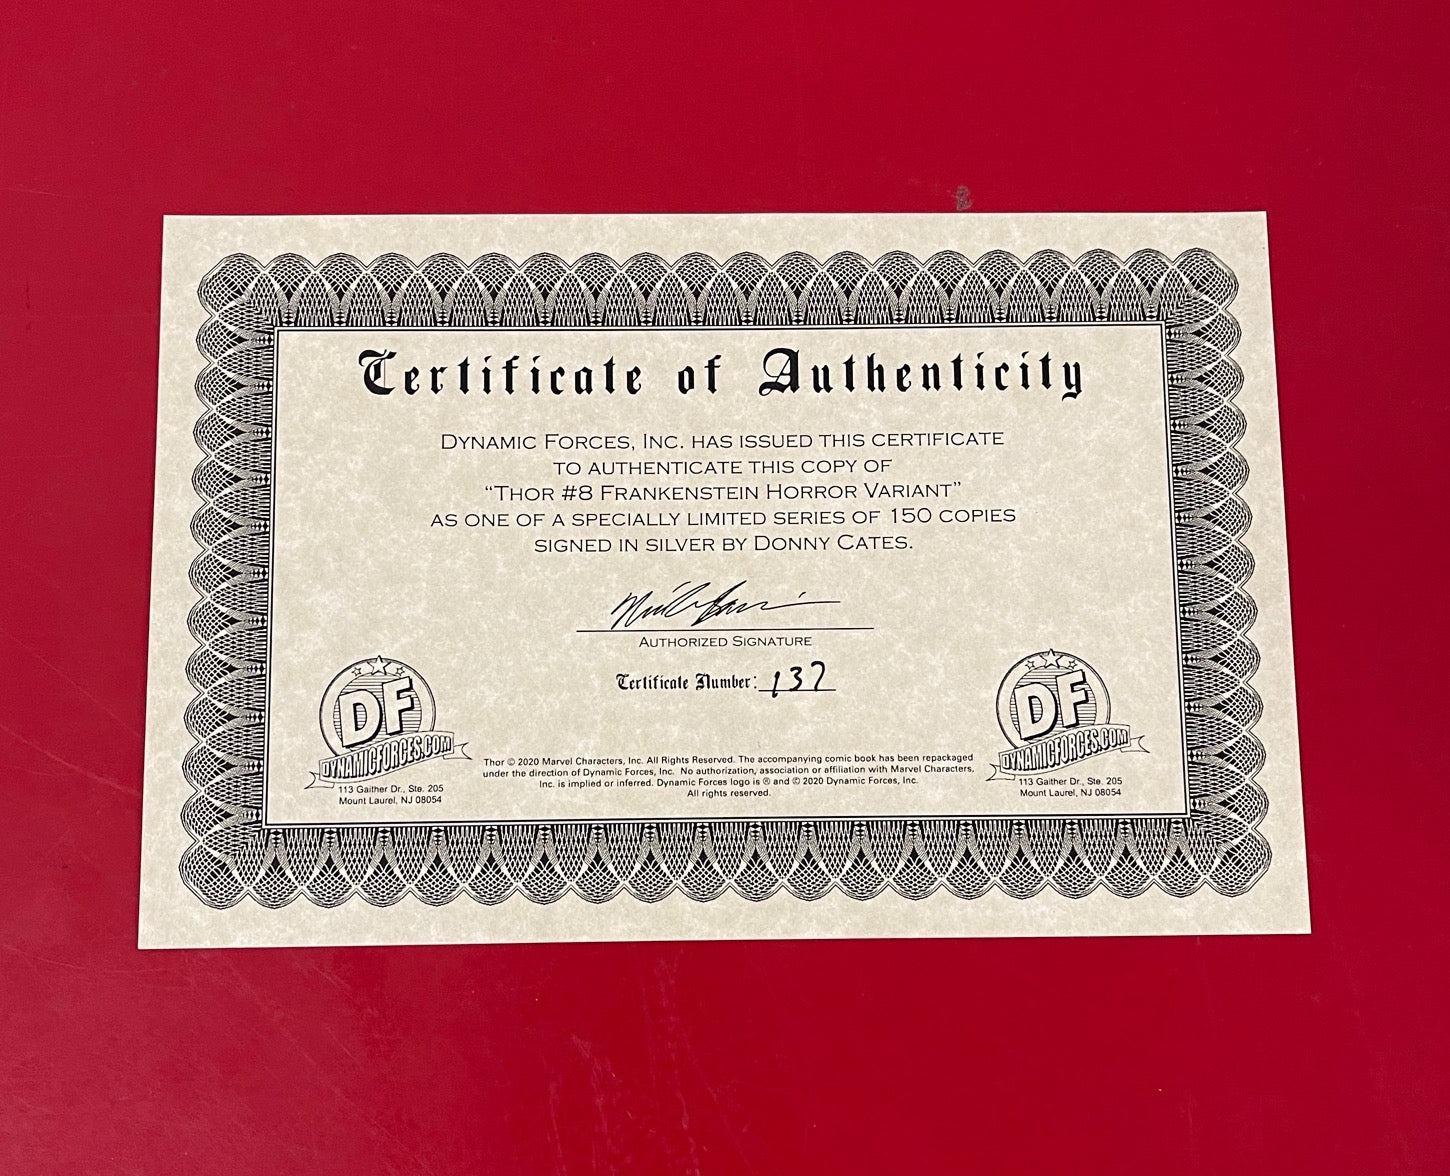 Certificate of Authenticity
DYNAMIC FORCES, INC. HAS ISSUED THIS CERTIFICATE
TO AUTHENTICATE THIS COPY OF
"THOR #8 FRANKENSTEIN HORROR VARIANT"
AS ONE OF A SPECIALLY LIMITED SERIES OF 150 COPIES
SIGNED IN SILVER BY DONNY CATES.
AUTHORIZED SIGNATURE
Certificate Number: 137
DF
DYNAMICFORCES.COM
113 Gaither Dr., Ste. 205
Mount Laurel, NJ 08054
Thor © 2020 Marvel Characters, Inc. All Rights Reserved. The accompanying comic book has been repackaged
under the direction of Dynamic Forces, Inc. No authorization, association or affiliation with Marvel Characters,
Inc. is implied or inferred. Dynamic Forces logo is ® and © 2020 Dynamic Forces, Inc.
All rights reserved.
DF
DYNAMICFORCES.COM
113 Gaither Dr., Ste. 205
Mount Laurel, NJ 08054